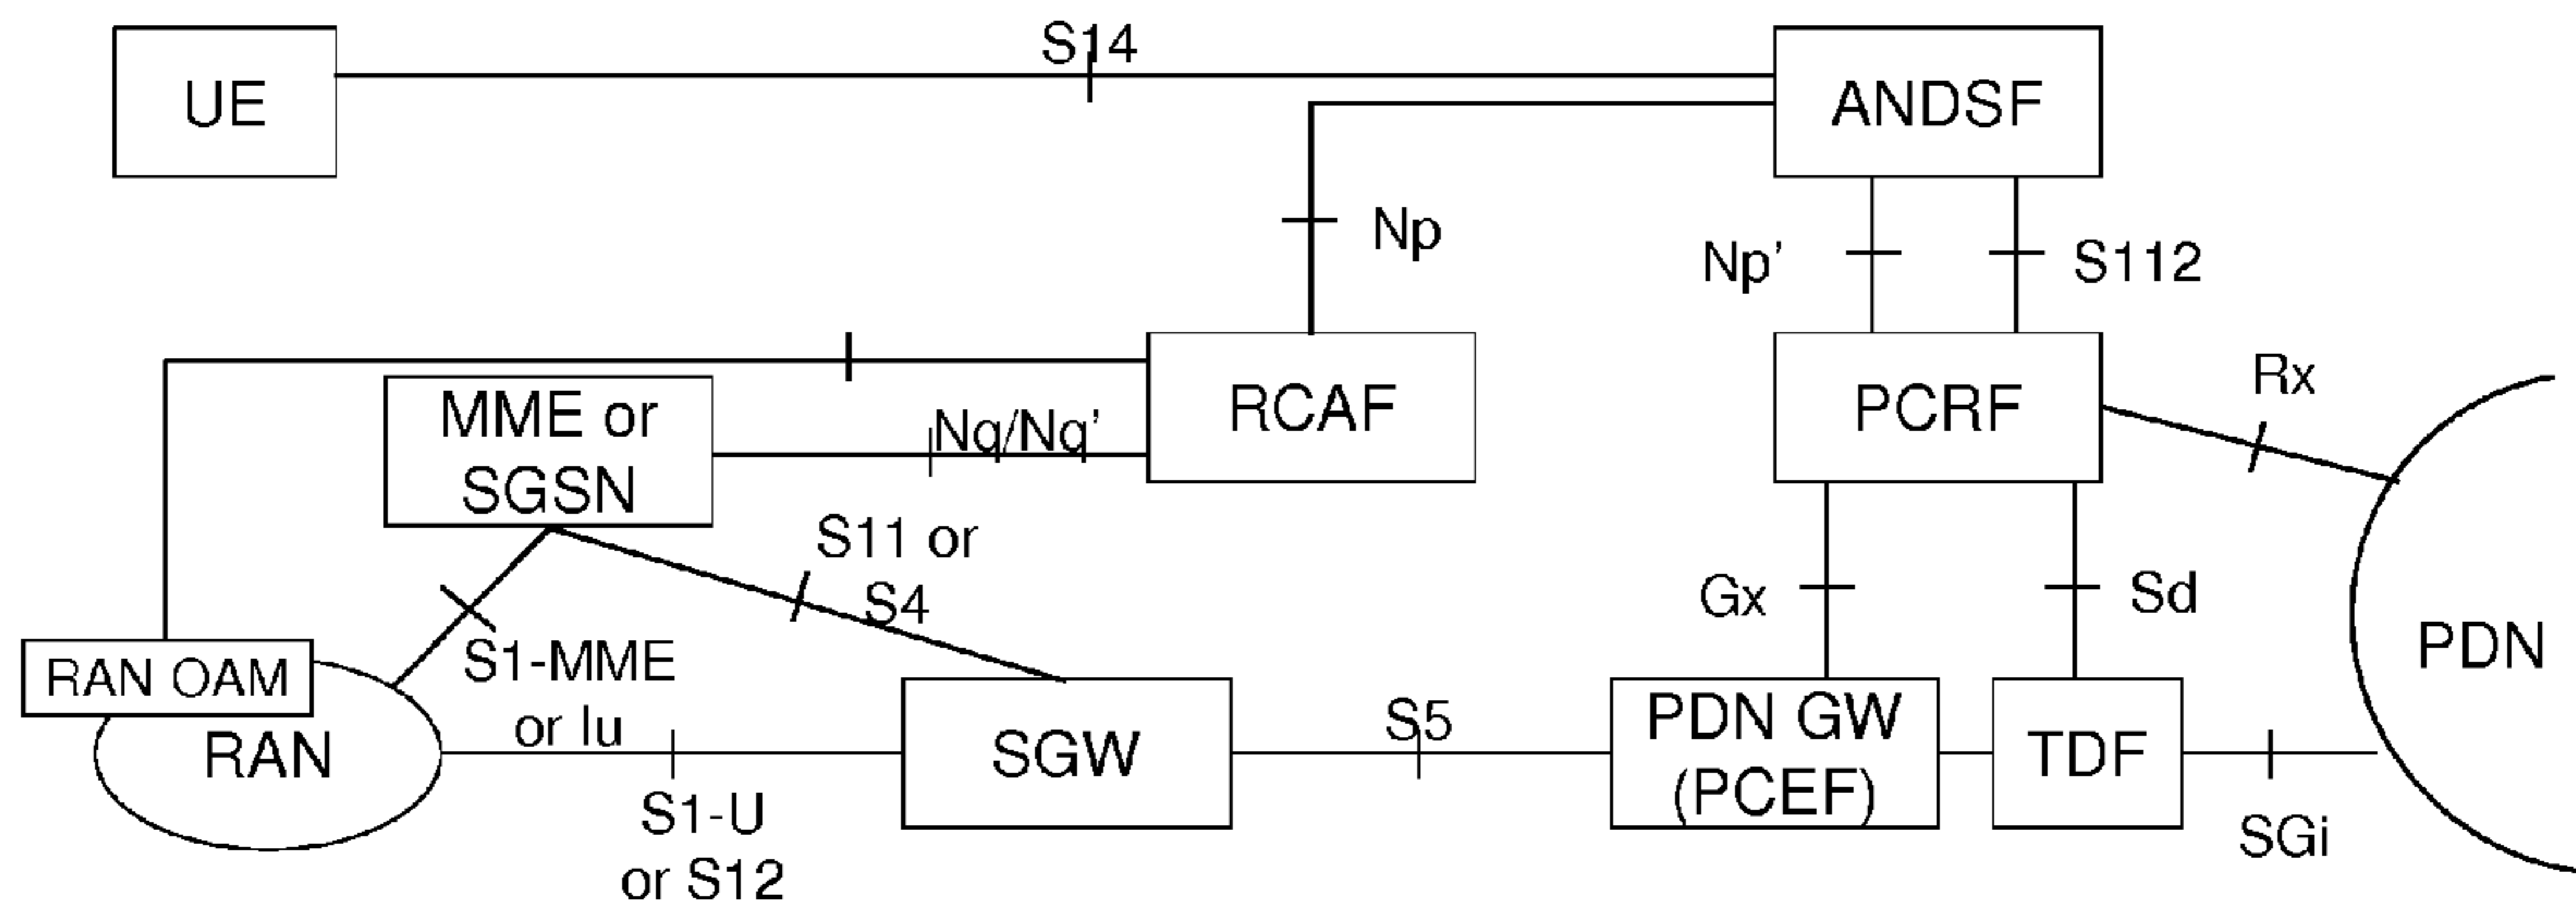 S14
UE
ANDSF
Np
Np'
S112
Rx
MME or
SGSN
Nq/Nq'
RCAF
PCRF
S11 or
S4
Gx
Sd
PDN
RAN OAM
S1-MME
or Iu
RAN
S1-U
or S12
SGW
S5
PDN GW
(PCEF)
TDF
SGi